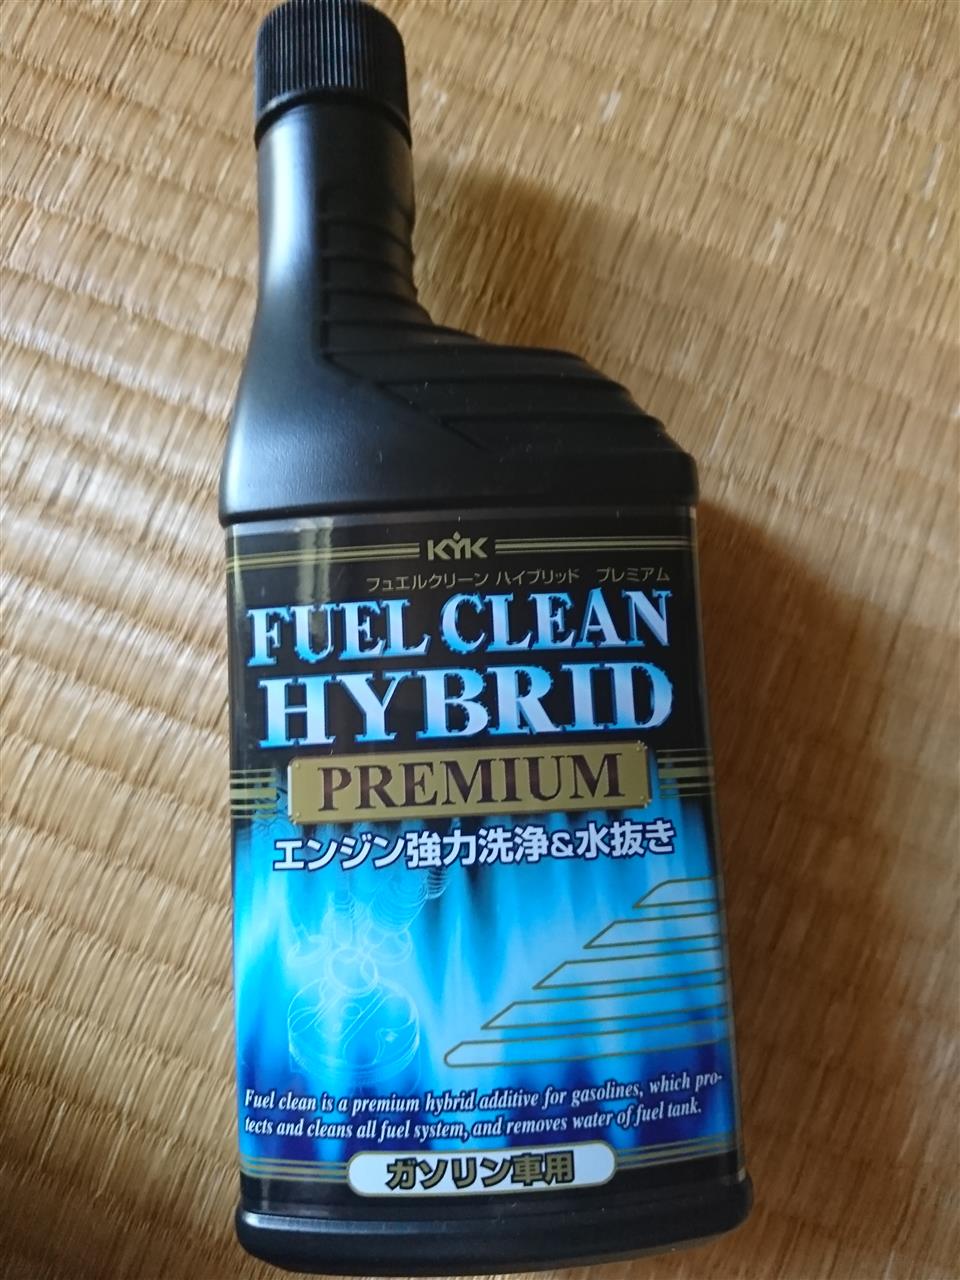 KYK
フュエルクリーン ハイブリッド プレミアム
FUEL CLEAN
HYBRID
PREMIUM
エンジン強力洗浄&水抜き
Fuel clean is a premium hybrid additive for gasolines, which pro-
tects and cleans all fuel system, and removes water of fuel tank.
ガソリン車用